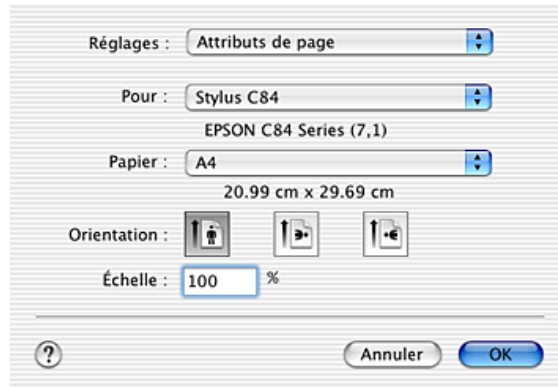 Réglages : Attributs de page
Pour : Stylus C84
EPSON C84 Series (7,1)
Papier : A4
20.99 cm x 29.69 cm
Orientation :
Échelle : 100 %
? Annuler OK